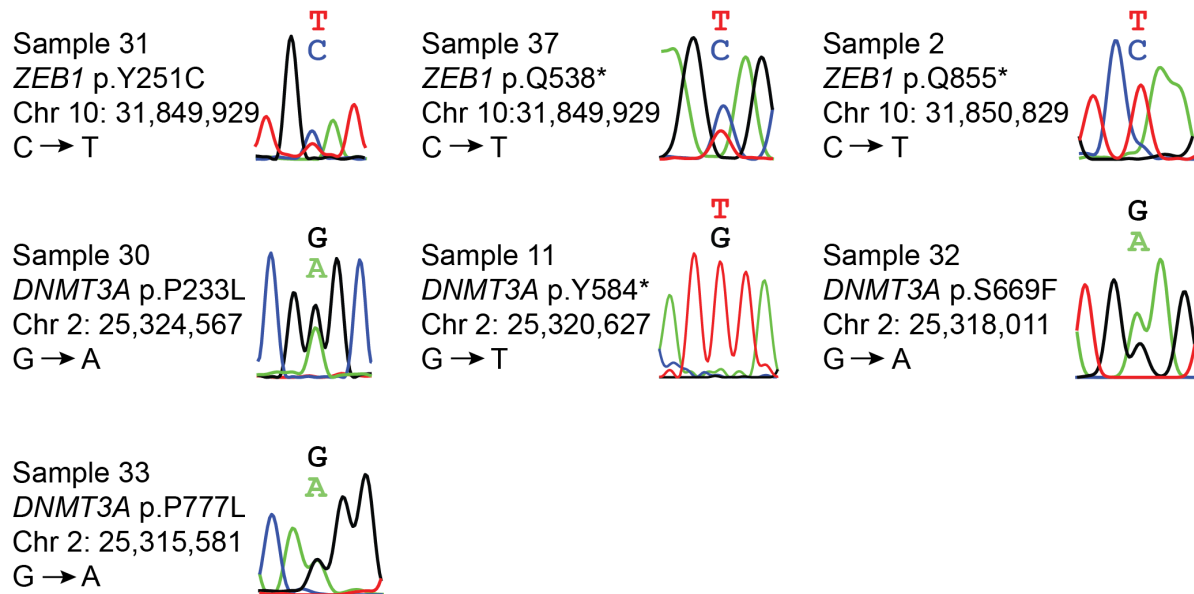 Sample 31
ZEB1 p.Y251C
Chr 10: 31,849,929
C → T
T
C
Sample 37
ZEB1 p.Q538*
Chr 10:31,849,929
C → T
T
C
Sample 2
ZEB1 p.Q855*
Chr 10: 31,850,829
C → T
T
C
Sample 30
DNMT3A p.P233L
Chr 2: 25,324,567
G → A
G
A
Sample 11
DNMT3A p.Y584*
Chr 2: 25,320,627
G → T
T
G
Sample 32
DNMT3A p.S669F
Chr 2: 25,318,011
G → A
G
A
Sample 33
DNMT3A p.P777L
Chr 2: 25,315,581
G → A
G
A